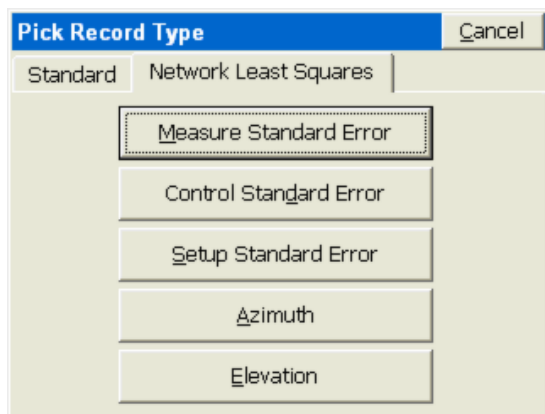 Pick Record Type Cancel
Standard Network Least Squares
Measure Standard Error
Control Standard Error
Setup Standard Error
Azimuth
Elevation